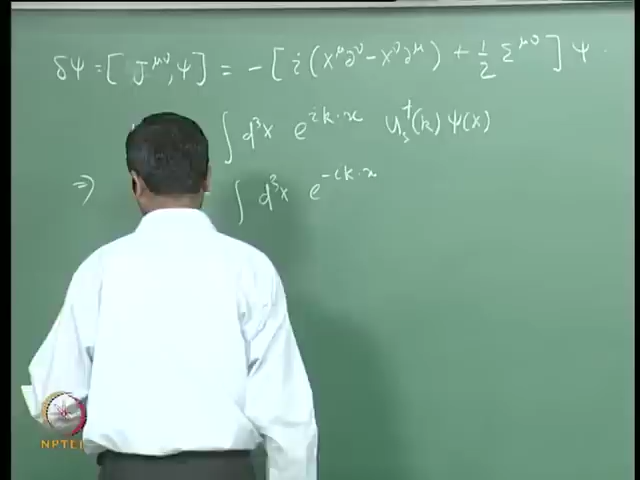 δΨ = [ J^{μν}, Ψ ] = - [ i ( x^μ ∂^ν - x^ν ∂^μ ) + 1/2 Σ^{μν} ] Ψ .
∫ d³x e^{ik·x} u_s^†(k) Ψ(x)
⇒ ∫ d³x e^{-ik·x}
NPTEL